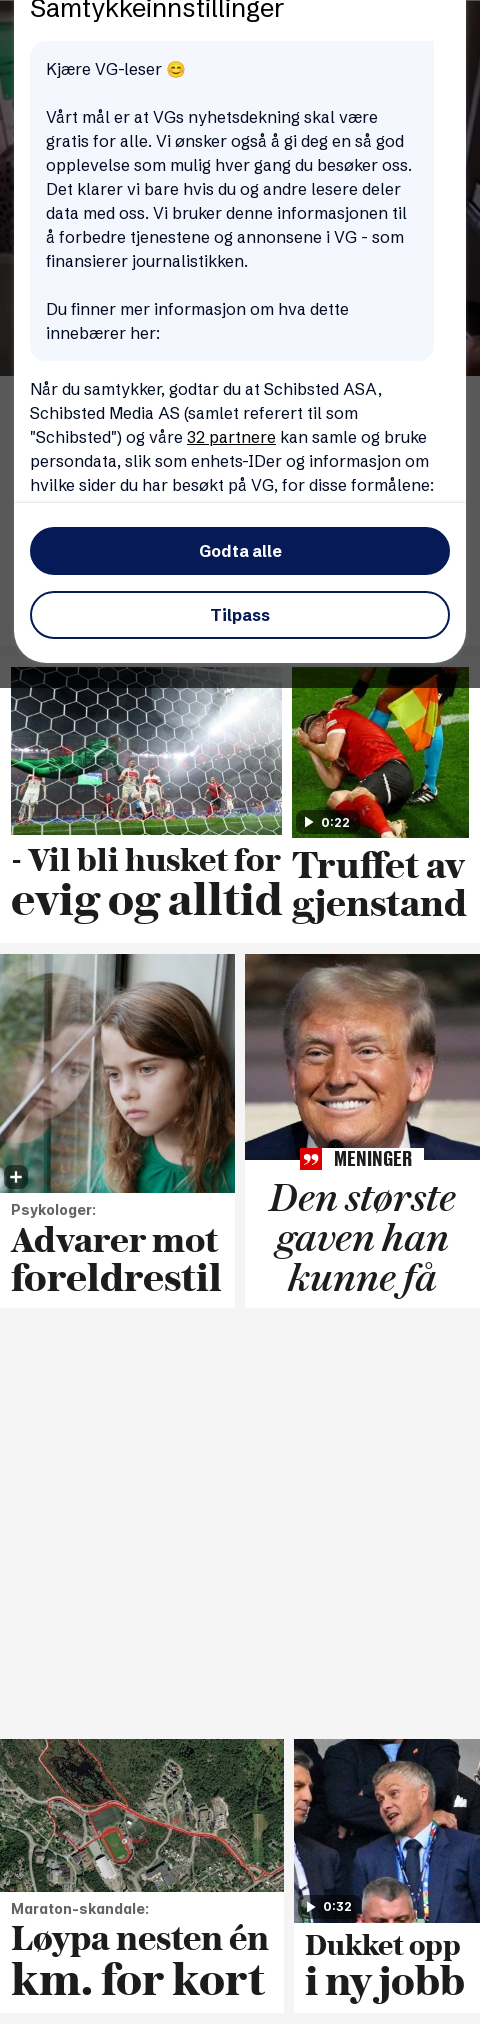 Samtykkeinnstillinger
Kjære VG-leser 😊
Vårt mål er at VGs nyhetsdekning skal være
gratis for alle. Vi ønsker også å gi deg en så god
opplevelse som mulig hver gang du besøker oss.
Det klarer vi bare hvis du og andre lesere deler
data med oss. Vi bruker denne informasjonen til
å forbedre tjenestene og annonsene i VG - som
finansierer journalistikken.
Du finner mer informasjon om hva dette
innebærer her:
Når du samtykker, godtar du at Schibsted ASA,
Schibsted Media AS (samlet referert til som
"Schibsted") og våre 32 partnere kan samle og bruke
persondata, slik som enhets-IDer og informasjon om
hvilke sider du har besøkt på VG, for disse formålene:
Godta alle
Tilpass
- Vil bli husket for
evig og alltid
0:22
Truffet av
gjenstand
Psykologer:
Advarer mot
foreldrestil
MENINGER
Den største
gaven han
kunne få
Maraton-skandale:
Løypa nesten én
km. for kort
0:32
Dukket opp
i ny jobb